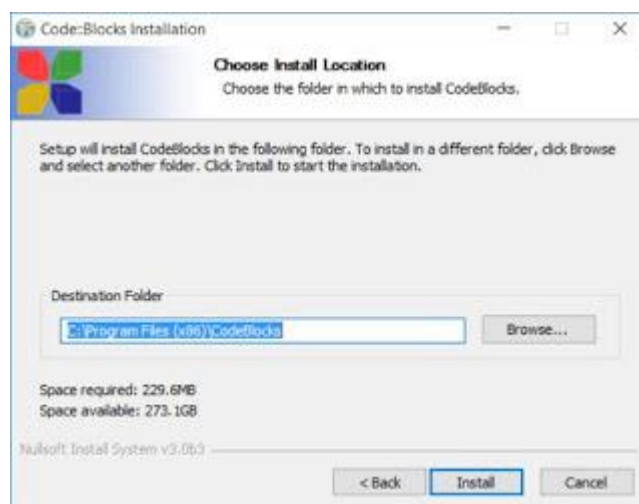 Code::Blocks Installation
Choose Install Location
Choose the folder in which to install CodeBlocks.
Setup will install CodeBlocks in the following folder. To install in a different folder, click Browse
and select another folder. Click Install to start the installation.
Destination Folder
C:\Program Files (x86)\CodeBlocks
Browse...
Space required: 229.6MB
Space available: 273.1GB
Nullsoft Install System v3.0b3
< Back
Install
Cancel